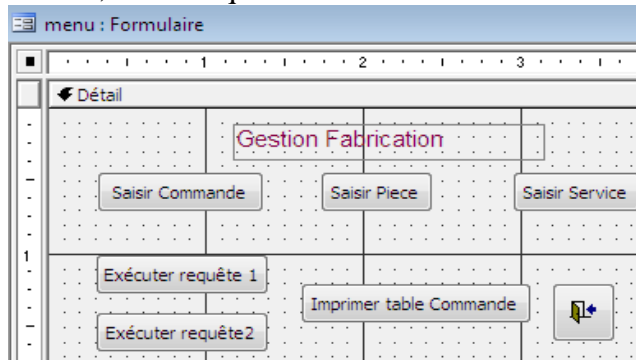 menu : Formulaire
1 2 3
Détail
Gestion Fabrication
Saisir Commande Saisir Piece Saisir Service
1
Exécuter requête 1
Imprimer table Commande
Exécuter requête2